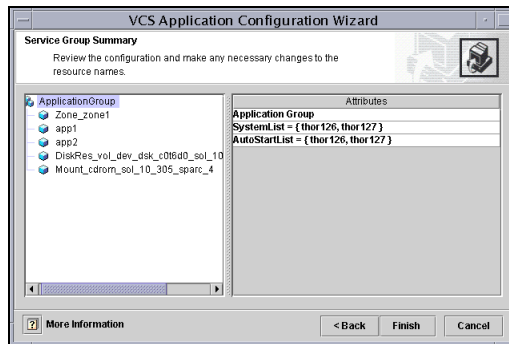 VCS Application Configuration Wizard
Service Group Summary
Review the configuration and make any necessary changes to the
resource names.
ApplicationGroup
Zone_zone1
app1
app2
DiskRes_vol_dev_dsk_c0t6d0_sol_10
Mount_cdrom_sol_10_305_sparc_4
Attributes
Application Group
SystemList = { thor126, thor127 }
AutoStartList = { thor126, thor127 }
? More Information
< Back
Finish
Cancel